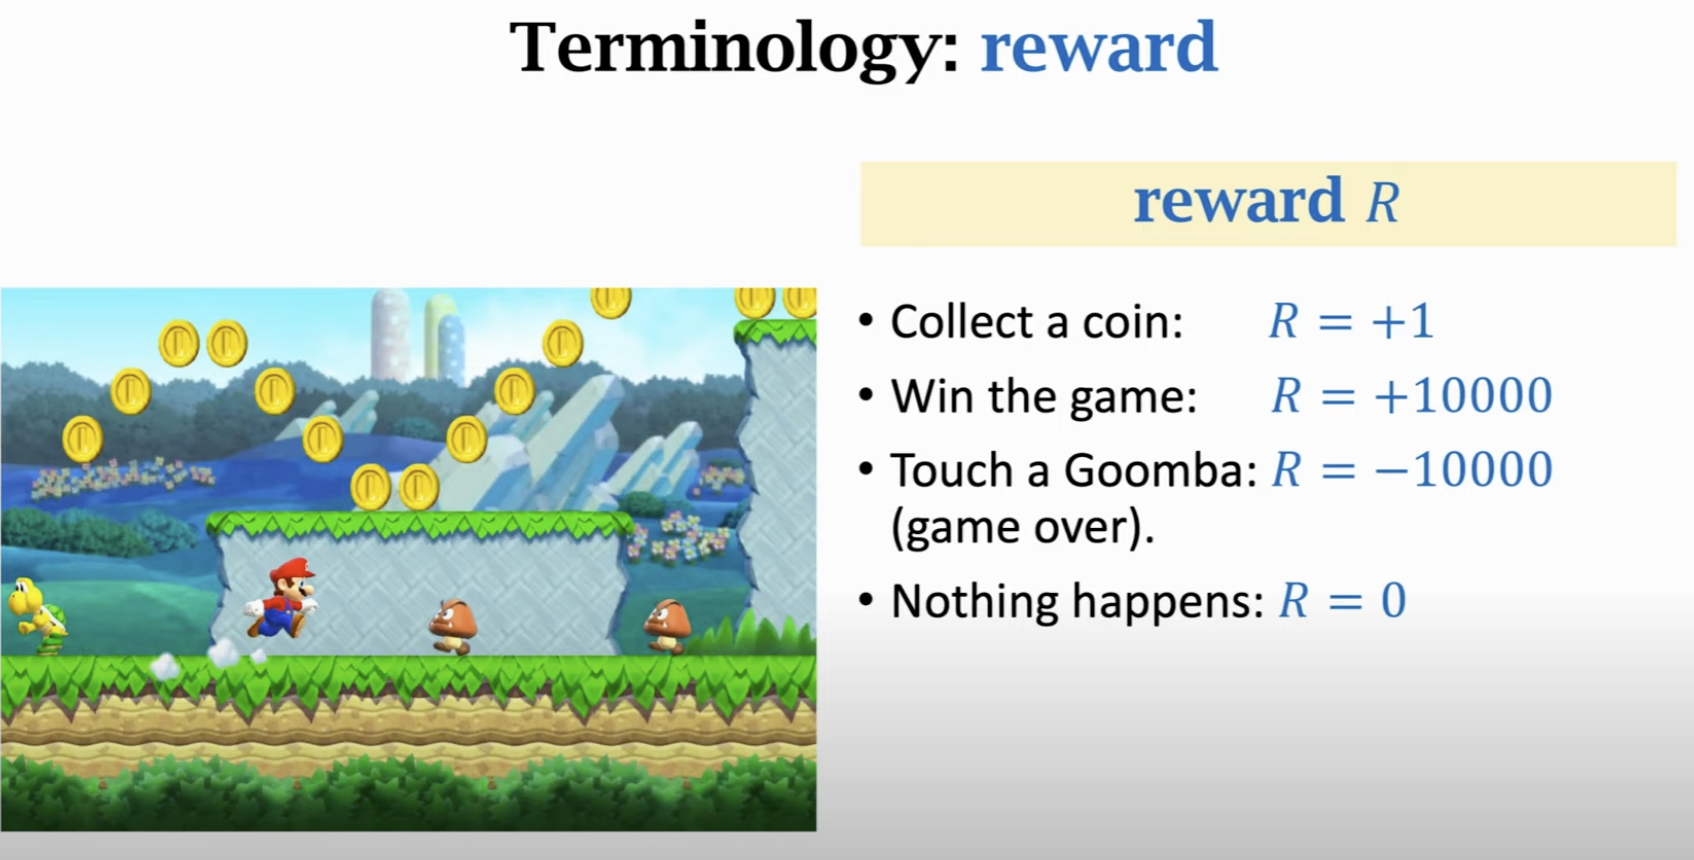 Terminology: reward
reward R
• Collect a coin: R = +1
• Win the game: R = +10000
• Touch a Goomba: R = −10000
(game over).
• Nothing happens: R = 0